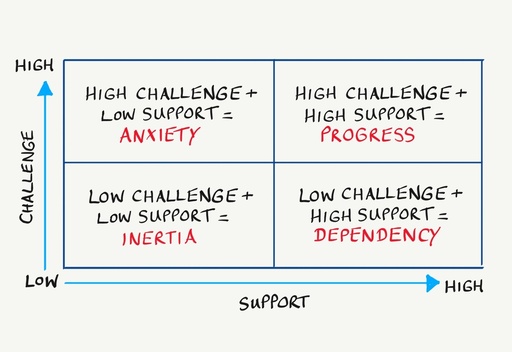 HIGH
HIGH CHALLENGE +
LOW SUPPORT =
ANXIETY
HIGH CHALLENGE +
HIGH SUPPORT =
PROGRESS
CHALLENGE
LOW CHALLENGE +
LOW SUPPORT =
INERTIA
LOW CHALLENGE +
HIGH SUPPORT =
DEPENDENCY
LOW
HIGH
SUPPORT